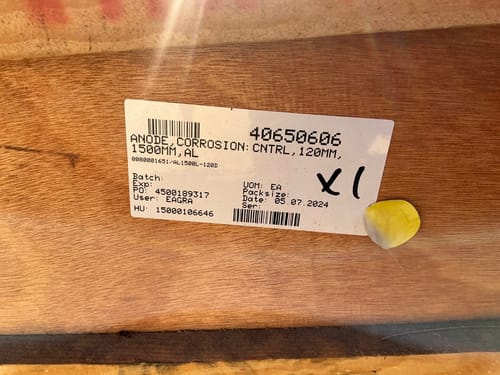 40650606
ANODE,CORROSION:CNTRL,120MM,
1500MM,AL
0080001651/AL1500L-120D
Batch:
Exp:
PO: 4500189317
User: EAGRA
HU: 15000106646
UOM: EA
Packsize:
Date: 05.07.2024
Ser:
X1